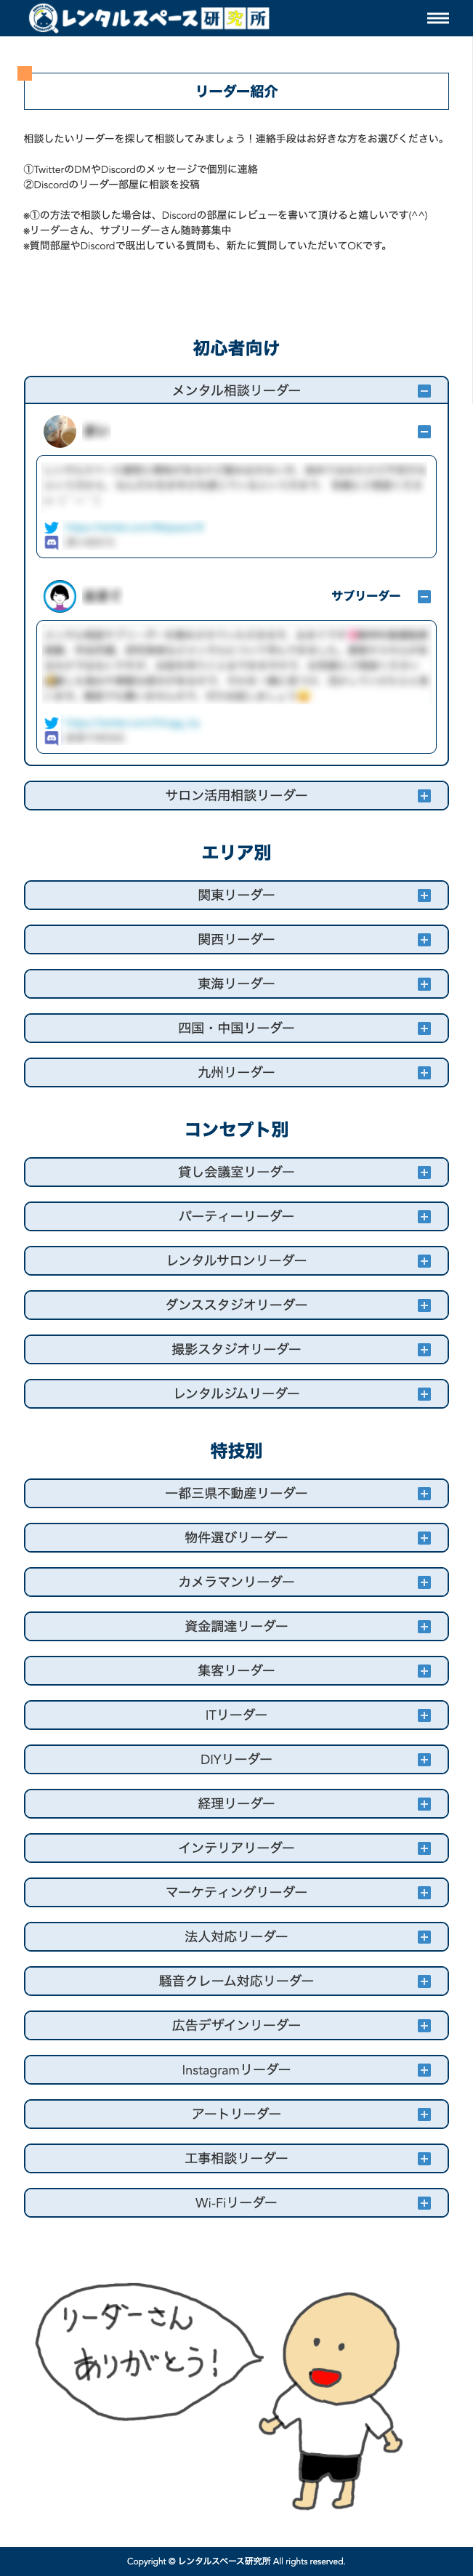 レンタルスペース研究所
リーダー紹介
相談したいリーダーを探して相談してみましょう！連絡手段はお好きな方をお選びください。
①TwitterのDMやDiscordのメッセージで個別に連絡
②Discordのリーダー部屋に相談を投稿
※①の方法で相談した場合は、Discordの部屋にレビューを書いて頂けると嬉しいです(^^)
※リーダーさん、サブリーダーさん随時募集中
※質問部屋やDiscordで既出している質問も、新たに質問していただいてOKです。
初心者向け
メンタル相談リーダー
サブリーダー
サロン活用相談リーダー
エリア別
関東リーダー
関西リーダー
東海リーダー
四国・中国リーダー
九州リーダー
コンセプト別
貸し会議室リーダー
パーティーリーダー
レンタルサロンリーダー
ダンススタジオリーダー
撮影スタジオリーダー
レンタルジムリーダー
特技別
一都三県不動産リーダー
物件選びリーダー
カメラマンリーダー
資金調達リーダー
集客リーダー
ITリーダー
DIYリーダー
経理リーダー
インテリアリーダー
マーケティングリーダー
法人対応リーダー
騒音クレーム対応リーダー
広告デザインリーダー
Instagramリーダー
アートリーダー
工事相談リーダー
Wi-Fiリーダー
リーダーさん
ありがとう！
Copyright © レンタルスペース研究所 All rights reserved.